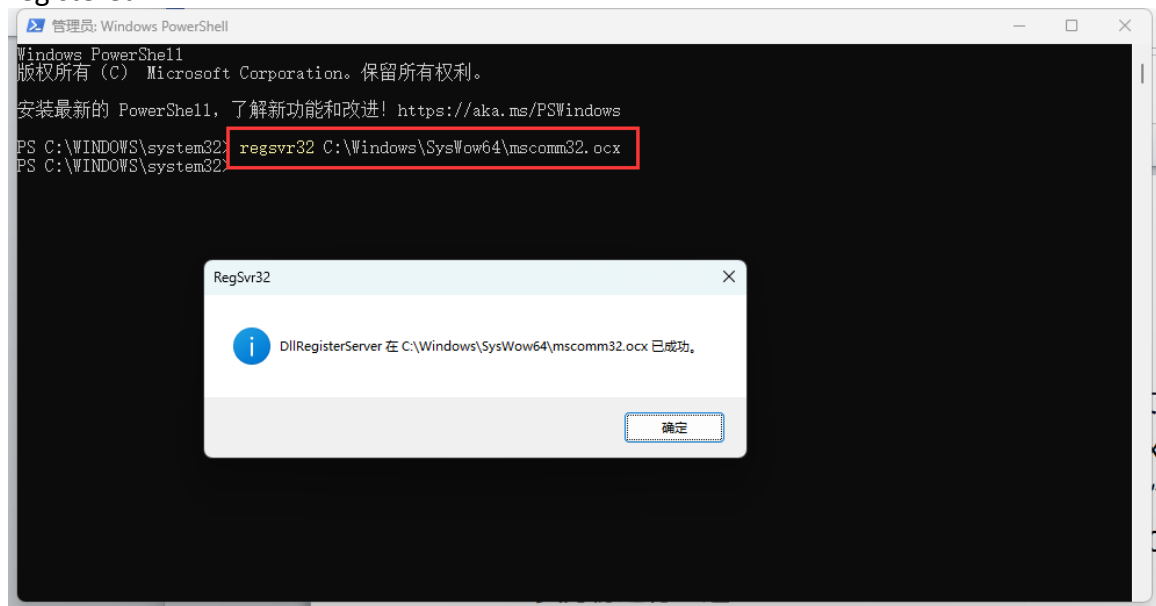 管理员: Windows PowerShell
Windows PowerShell
版权所有 (C) Microsoft Corporation。保留所有权利。
安装最新的 PowerShell，了解新功能和改进！https://aka.ms/PSWindows
PS C:\WINDOWS\system32> regsvr32 C:\Windows\SysWow64\mscomm32.ocx
PS C:\WINDOWS\system32>
RegSvr32
DllRegisterServer 在 C:\Windows\SysWow64\mscomm32.ocx 已成功。
确定